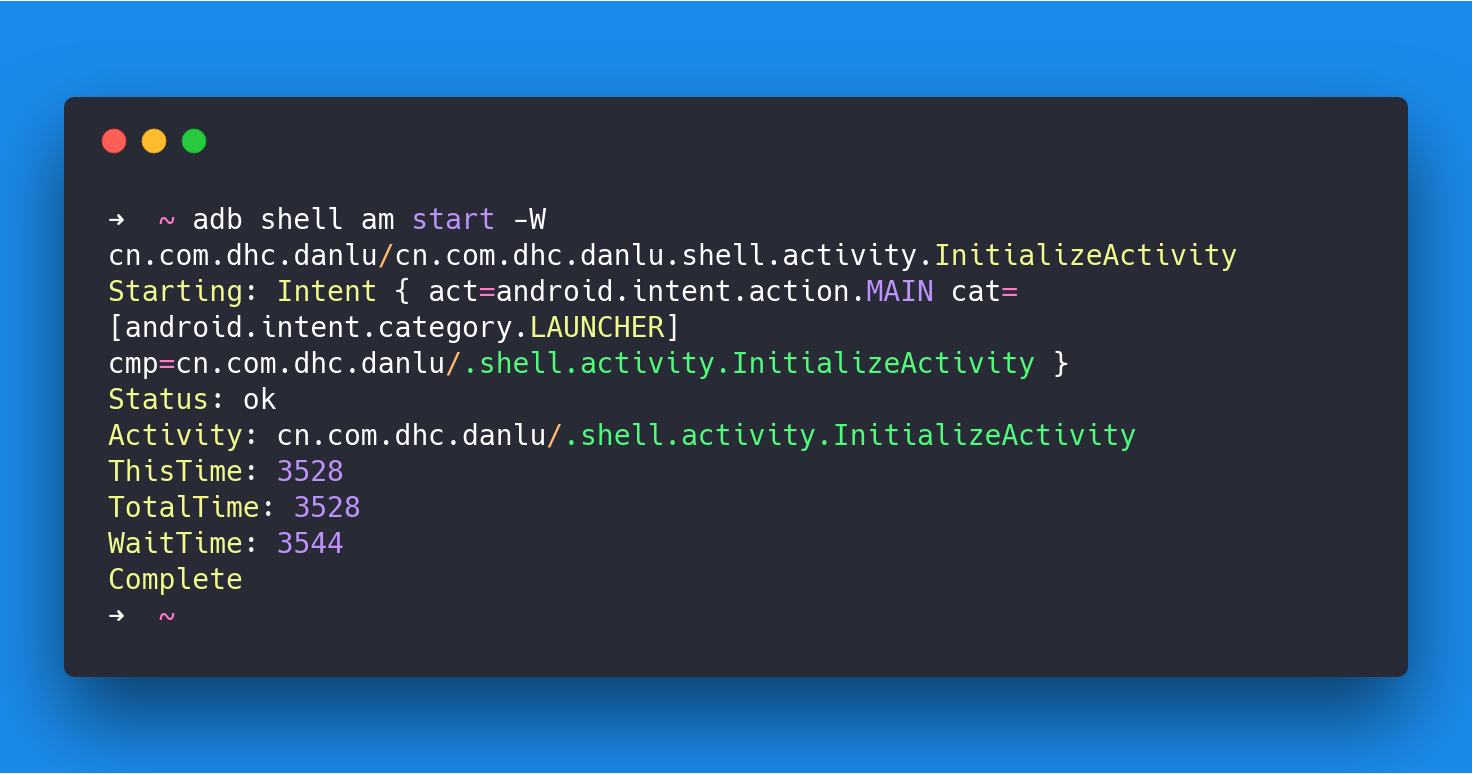 ➜  ~ adb shell am start -W
cn.com.dhc.danlu/cn.com.dhc.danlu.shell.activity.InitializeActivity
Starting: Intent { act=android.intent.action.MAIN cat=
[android.intent.category.LAUNCHER]
cmp=cn.com.dhc.danlu/.shell.activity.InitializeActivity }
Status: ok
Activity: cn.com.dhc.danlu/.shell.activity.InitializeActivity
ThisTime: 3528
TotalTime: 3528
WaitTime: 3544
Complete
➜  ~